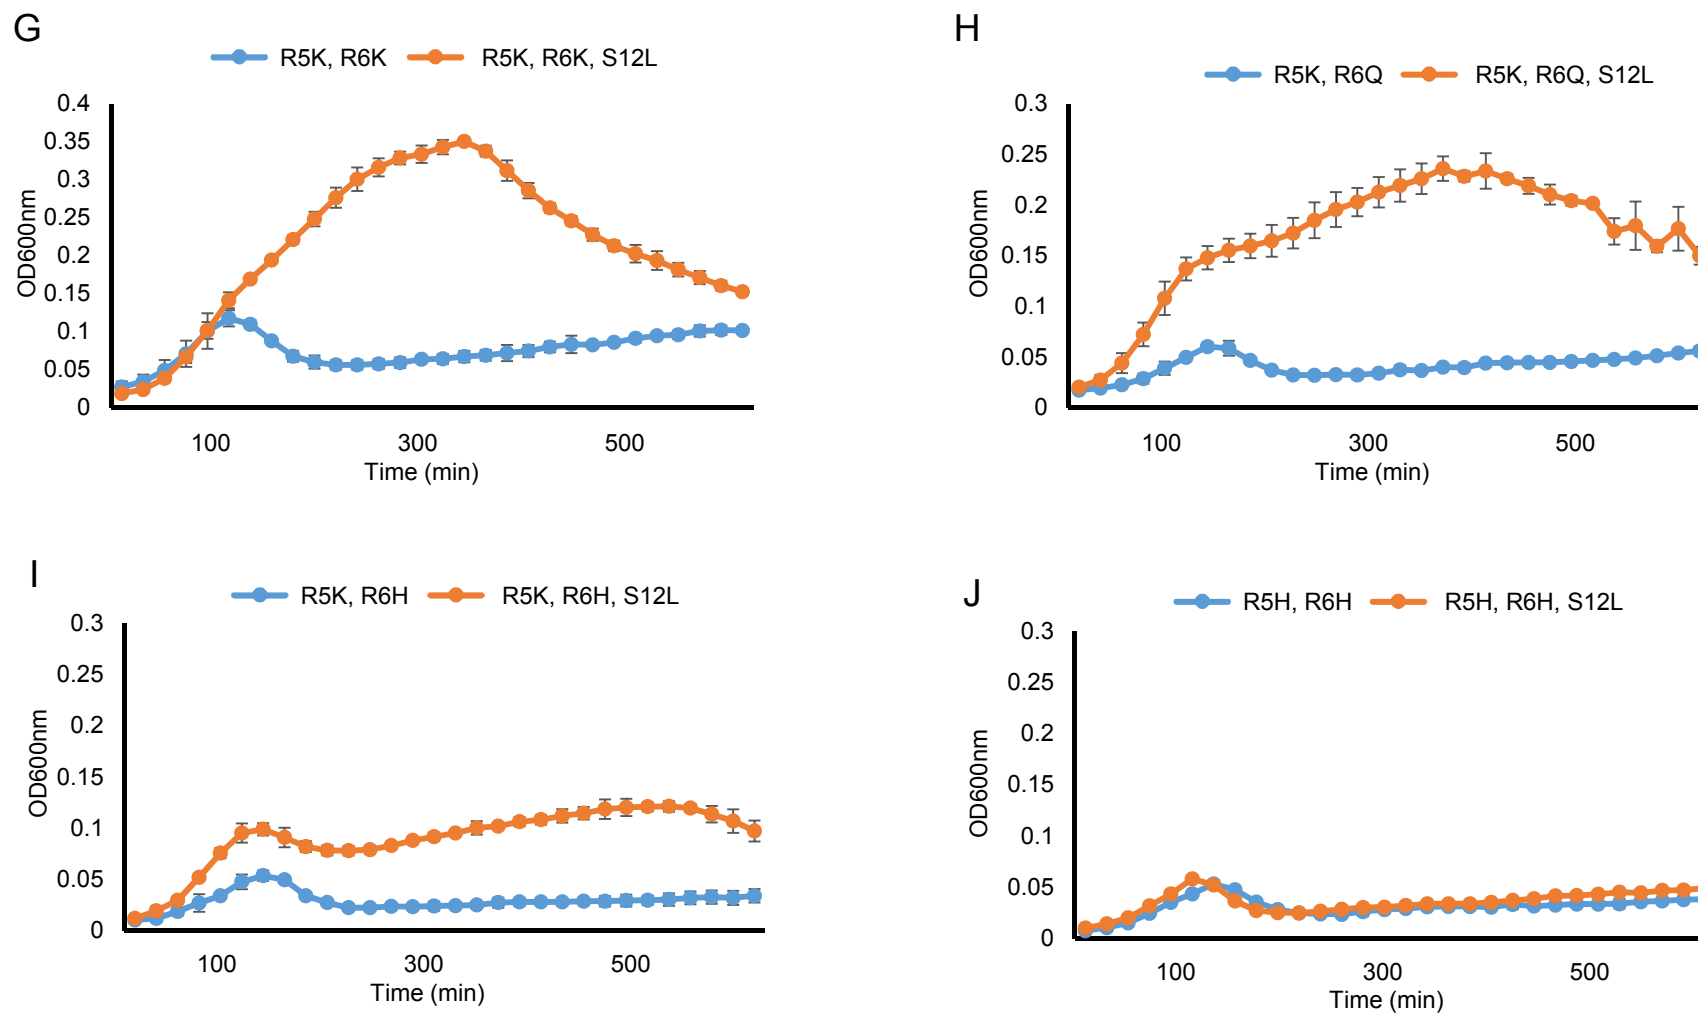 G
R5K, R6K
R5K, R6K, S12L
0.4
0.35
0.3
0.25
0.2
0.15
0.1
0.05
0
OD600nm
100
300
500
Time (min)
H
R5K, R6Q
R5K, R6Q, S12L
0.3
0.25
0.2
0.15
0.1
0.05
0
OD600nm
100
300
500
Time (min)
I
R5K, R6H
R5K, R6H, S12L
0.3
0.25
0.2
0.15
0.1
0.05
0
OD600nm
100
300
500
Time (min)
J
R5H, R6H
R5H, R6H, S12L
0.3
0.25
0.2
0.15
0.1
0.05
0
OD600nm
100
300
500
Time (min)